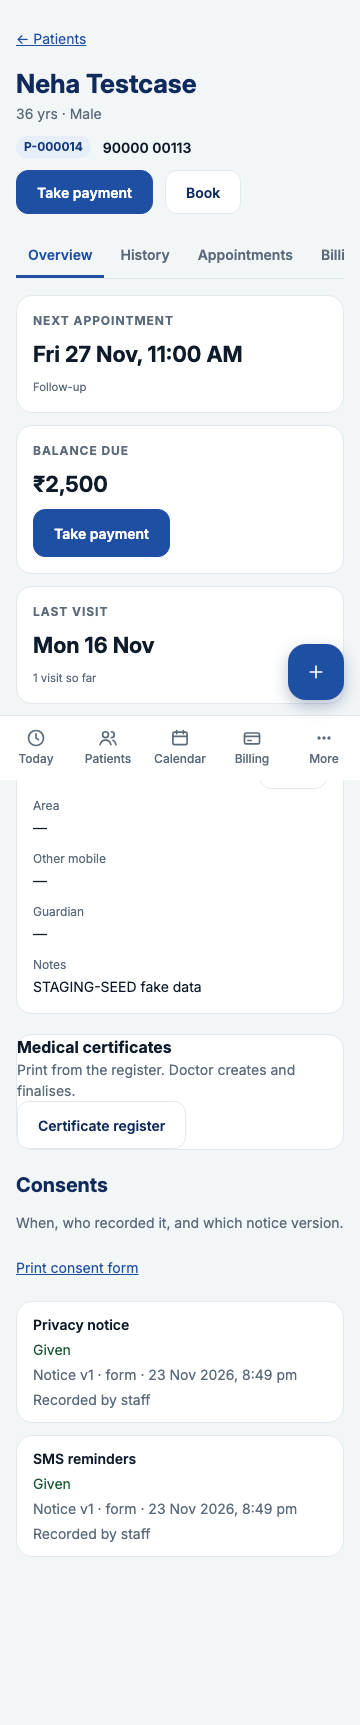 ← Patients
Neha Testcase
36 yrs · Male
P-000014 90000 00113
Take payment Book
Overview History Appointments Billi
NEXT APPOINTMENT
Fri 27 Nov, 11:00 AM
Follow-up
BALANCE DUE
₹2,500
Take payment
LAST VISIT
Mon 16 Nov
1 visit so far
+
Today Patients Calendar Billing More
Area
—
Other mobile
—
Guardian
—
Notes
STAGING-SEED fake data
Medical certificates
Print from the register. Doctor creates and
finalises.
Certificate register
Consents
When, who recorded it, and which notice version.
Print consent form
Privacy notice
Given
Notice v1 · form · 23 Nov 2026, 8:49 pm
Recorded by staff
SMS reminders
Given
Notice v1 · form · 23 Nov 2026, 8:49 pm
Recorded by staff